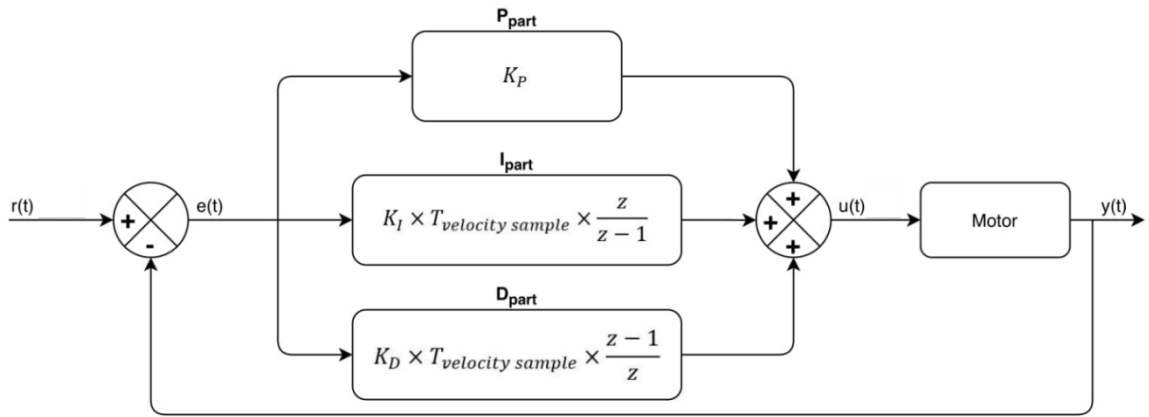 P_part
K_P
I_part
r(t)
+
-
e(t)
K_I × T_velocity sample × z / (z − 1)
+
+
+
u(t)
Motor
y(t)
D_part
K_D × T_velocity sample × (z − 1) / z